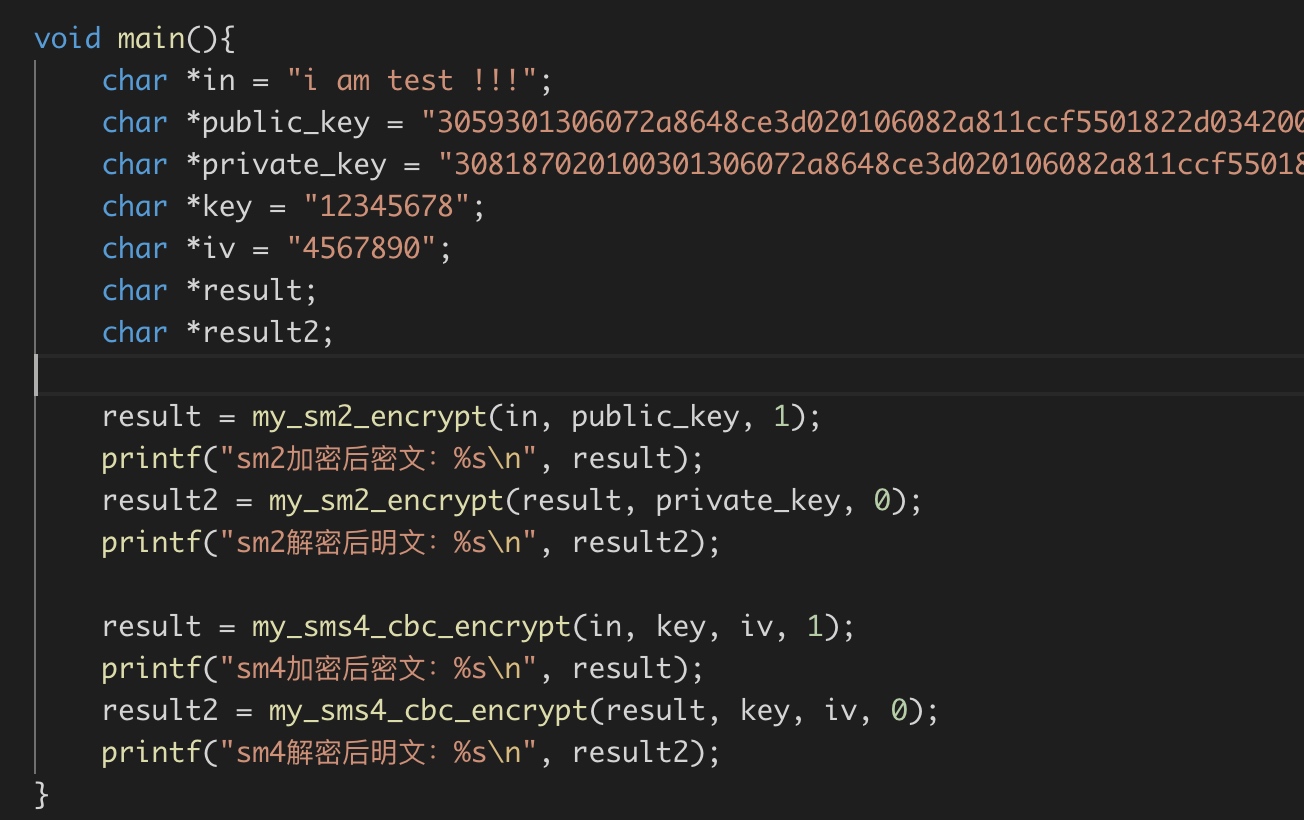 void main(){
char *in = "i am test !!!";
char *public_key = "3059301306072a8648ce3d020106082a811ccf5501822d034200
char *private_key = "308187020100301306072a8648ce3d020106082a811ccf55018
char *key = "12345678";
char *iv = "4567890";
char *result;
char *result2;
result = my_sm2_encrypt(in, public_key, 1);
printf("sm2加密后密文：%s\n", result);
result2 = my_sm2_encrypt(result, private_key, 0);
printf("sm2解密后明文：%s\n", result2);
result = my_sms4_cbc_encrypt(in, key, iv, 1);
printf("sm4加密后密文：%s\n", result);
result2 = my_sms4_cbc_encrypt(result, key, iv, 0);
printf("sm4解密后明文：%s\n", result2);
}